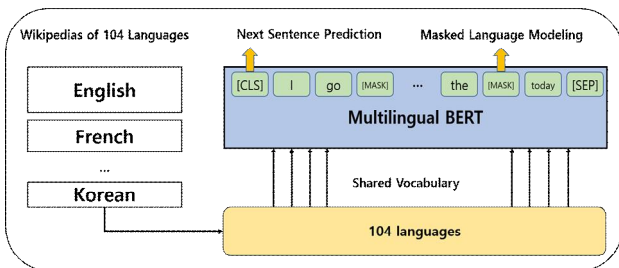 Wikipedias of 104 Languages
English
French
...
Korean
Next Sentence Prediction
Masked Language Modeling
[CLS] I go [MASK] ... the [MASK] today [SEP]
Multilingual BERT
Shared Vocabulary
104 languages